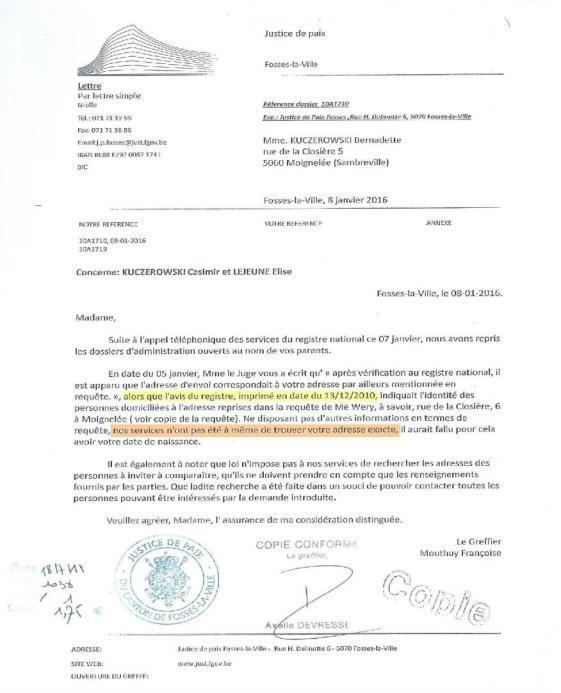 Justice de paix
Fosses-la-Ville
Lettre
Par lettre simple
Greffe
Tél.: 071 71 13 99
Fax: 071 71 36 86
Email:j.p.fosses@just.fgov.be
IBAN BE88 6792 0087 1741
DIC
Référence dossier 10A1710
Exp.: Justice de Paix Fosses ,Rue H. Delmotte 6, 5070 Fosses-la-Ville
Mme. KUCZEROWSKI Bernadette
rue de la Closière 5
5060 Moignelée (Sambreville)
Fosses-la-Ville, 8 janvier 2016
NOTRE REFERENCE VOTRE REFERENCE ANNEXE
10A1710, 08-01-2016
10A1719
Concerne: KUCZEROWSKI Casimir et LEJEUNE Elise
Fosses-la-Ville, le 08-01-2016.
Madame,
Suite à l'appel téléphonique des services du registre national ce 07 janvier, nous avons repris
les dossiers d'administration ouverts au nom de vos parents.
En date du 05 janvier, Mme le Juge vous a écrit qu' « après vérification au registre national, il
est apparu que l'adresse d'envoi correspondait à votre adresse par ailleurs mentionnée en
requête. », alors que l'avis du registre, imprimé en date du 13/12/2010, indiquait l'identité des
personnes domiciliées à l'adresse reprises dans la requête de Me Wery, à savoir, rue de la Closière, 6
à Moignelée ( voir copie de la requête). Ne disposant pas d'autres informations en termes de
requête, nos services n'ont pas été à même de trouver votre adresse exacte, il aurait fallu pour cela
avoir votre date de naissance.
Il est également à noter que loi n'impose pas à nos services de rechercher les adresses des
personnes à inviter à comparaître, qu'ils ne doivent prendre en compte que les renseignements
fournis par les parties. Que ladite recherche a été faite dans un souci de pouvoir contacter toutes les
personnes pouvant être intéressés par la demande introduite.
Veuillez agréer, Madame, l' assurance de ma considération distinguée.
Le Greffier
Mouthuy Françoise
JUSTICE DE PAIX
DU CANTON DE FOSSES-LA-VILLE
COPIE CONFORME
Le greffier,
Axelle DEVRESSE
Copie
1038
1
1,75
ADRESSE: Justice de paix Fosses-la-Ville - Rue H. Delmotte 6 - 5070 Fosses-la-Ville
SITE WEB: www.just.fgov.be
OUVERTURE DU GREFFE: